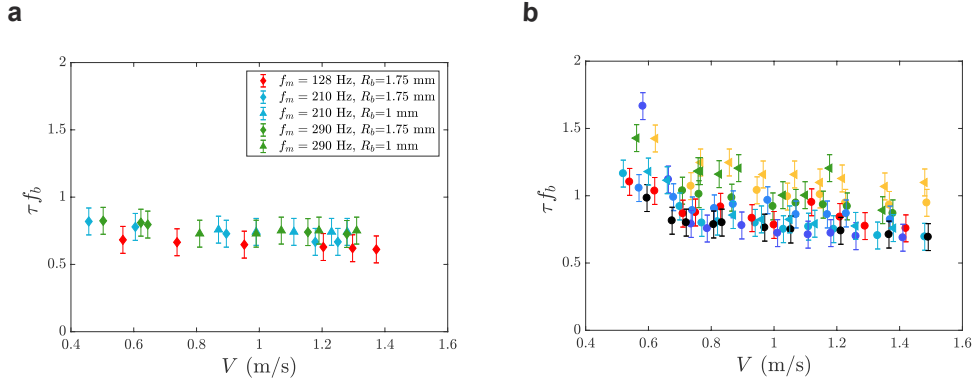 a
b
2
1.5
1
0.5
0
τ f_b
0.4 0.6 0.8 1 1.2 1.4 1.6
V (m/s)
f_m = 128 Hz, R_b=1.75 mm
f_m = 210 Hz, R_b=1.75 mm
f_m = 210 Hz, R_b=1 mm
f_m = 290 Hz, R_b=1.75 mm
f_m = 290 Hz, R_b=1 mm
2
1.5
1
0.5
0
τ f_b
0.4 0.6 0.8 1 1.2 1.4 1.6
V (m/s)